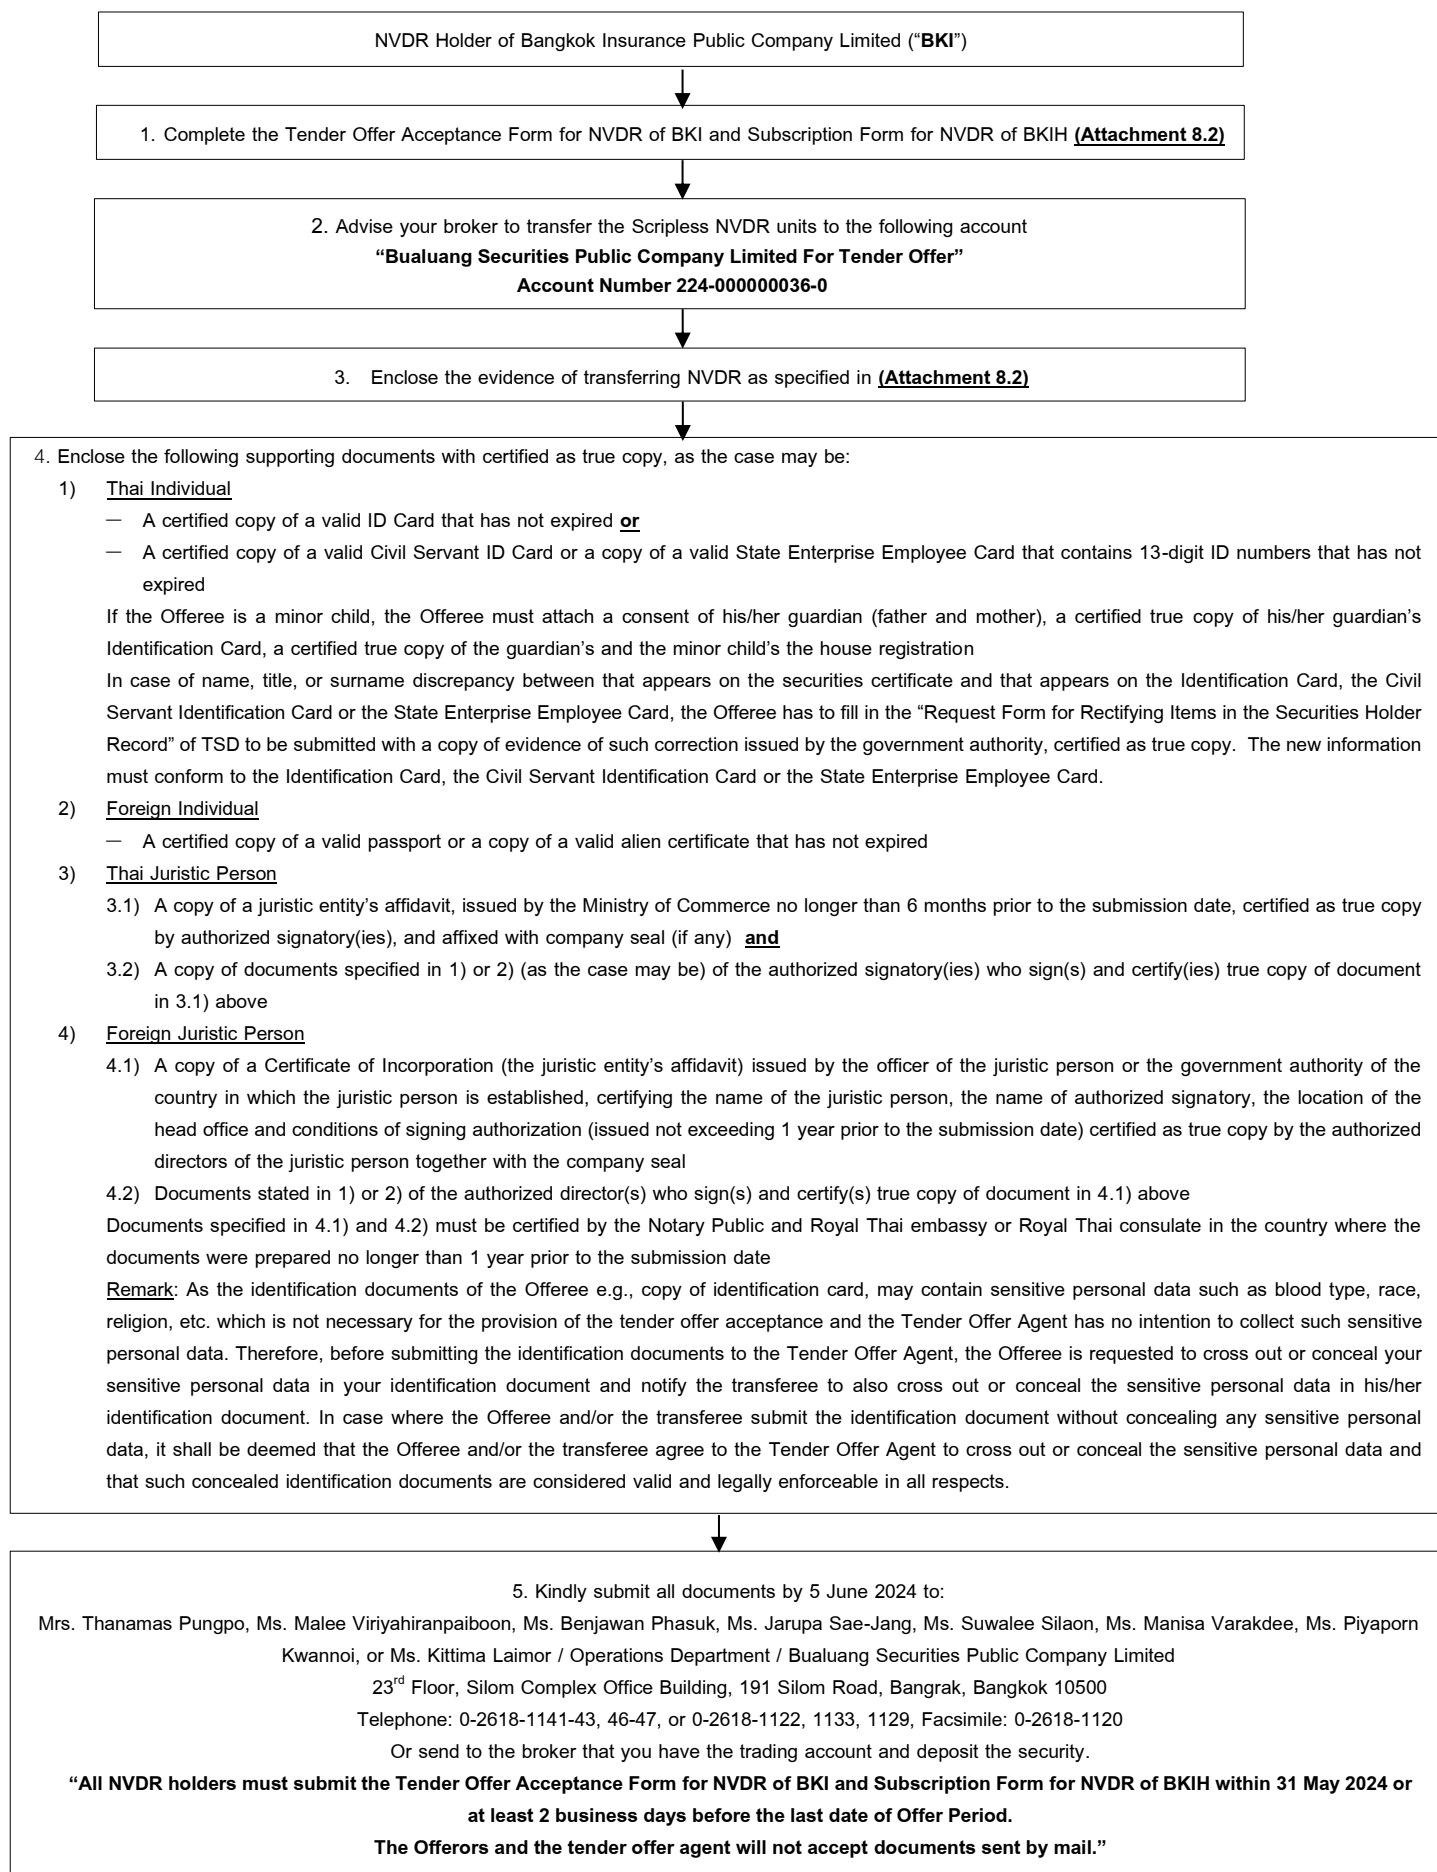 NVDR Holder of Bangkok Insurance Public Company Limited (“BKI”)
1. Complete the Tender Offer Acceptance Form for NVDR of BKI and Subscription Form for NVDR of BKIH (Attachment 8.2)
2. Advise your broker to transfer the Scripless NVDR units to the following account
“Bualuang Securities Public Company Limited For Tender Offer”
Account Number 224-000000036-0
3. Enclose the evidence of transferring NVDR as specified in (Attachment 8.2)
4. Enclose the following supporting documents with certified as true copy, as the case may be:
1) Thai Individual
— A certified copy of a valid ID Card that has not expired or
— A certified copy of a valid Civil Servant ID Card or a copy of a valid State Enterprise Employee Card that contains 13-digit ID numbers that has not
expired
If the Offeree is a minor child, the Offeree must attach a consent of his/her guardian (father and mother), a certified true copy of his/her guardian’s
Identification Card, a certified true copy of the guardian’s and the minor child’s the house registration
In case of name, title, or surname discrepancy between that appears on the securities certificate and that appears on the Identification Card, the Civil
Servant Identification Card or the State Enterprise Employee Card, the Offeree has to fill in the “Request Form for Rectifying Items in the Securities Holder
Record” of TSD to be submitted with a copy of evidence of such correction issued by the government authority, certified as true copy. The new information
must conform to the Identification Card, the Civil Servant Identification Card or the State Enterprise Employee Card.
2) Foreign Individual
— A certified copy of a valid passport or a copy of a valid alien certificate that has not expired
3) Thai Juristic Person
3.1) A copy of a juristic entity’s affidavit, issued by the Ministry of Commerce no longer than 6 months prior to the submission date, certified as true copy
by authorized signatory(ies), and affixed with company seal (if any) and
3.2) A copy of documents specified in 1) or 2) (as the case may be) of the authorized signatory(ies) who sign(s) and certify(ies) true copy of document
in 3.1) above
4) Foreign Juristic Person
4.1) A copy of a Certificate of Incorporation (the juristic entity’s affidavit) issued by the officer of the juristic person or the government authority of the
country in which the juristic person is established, certifying the name of the juristic person, the name of authorized signatory, the location of the
head office and conditions of signing authorization (issued not exceeding 1 year prior to the submission date) certified as true copy by the authorized
directors of the juristic person together with the company seal
4.2) Documents stated in 1) or 2) of the authorized director(s) who sign(s) and certify(s) true copy of document in 4.1) above
Documents specified in 4.1) and 4.2) must be certified by the Notary Public and Royal Thai embassy or Royal Thai consulate in the country where the
documents were prepared no longer than 1 year prior to the submission date
Remark: As the identification documents of the Offeree e.g., copy of identification card, may contain sensitive personal data such as blood type, race,
religion, etc. which is not necessary for the provision of the tender offer acceptance and the Tender Offer Agent has no intention to collect such sensitive
personal data. Therefore, before submitting the identification documents to the Tender Offer Agent, the Offeree is requested to cross out or conceal your
sensitive personal data in your identification document and notify the transferee to also cross out or conceal the sensitive personal data in his/her
identification document. In case where the Offeree and/or the transferee submit the identification document without concealing any sensitive personal
data, it shall be deemed that the Offeree and/or the transferee agree to the Tender Offer Agent to cross out or conceal the sensitive personal data and
that such concealed identification documents are considered valid and legally enforceable in all respects.
5. Kindly submit all documents by 5 June 2024 to:
Mrs. Thanamas Pungpo, Ms. Malee Viriyahiranpaiboon, Ms. Benjawan Phasuk, Ms. Jarupa Sae-Jang, Ms. Suwalee Silaon, Ms. Manisa Varakdee, Ms. Piyaporn
Kwannoi, or Ms. Kittima Laimor / Operations Department / Bualuang Securities Public Company Limited
23rd Floor, Silom Complex Office Building, 191 Silom Road, Bangrak, Bangkok 10500
Telephone: 0-2618-1141-43, 46-47, or 0-2618-1122, 1133, 1129, Facsimile: 0-2618-1120
Or send to the broker that you have the trading account and deposit the security.
“All NVDR holders must submit the Tender Offer Acceptance Form for NVDR of BKI and Subscription Form for NVDR of BKIH within 31 May 2024 or
at least 2 business days before the last date of Offer Period.
The Offerors and the tender offer agent will not accept documents sent by mail.”